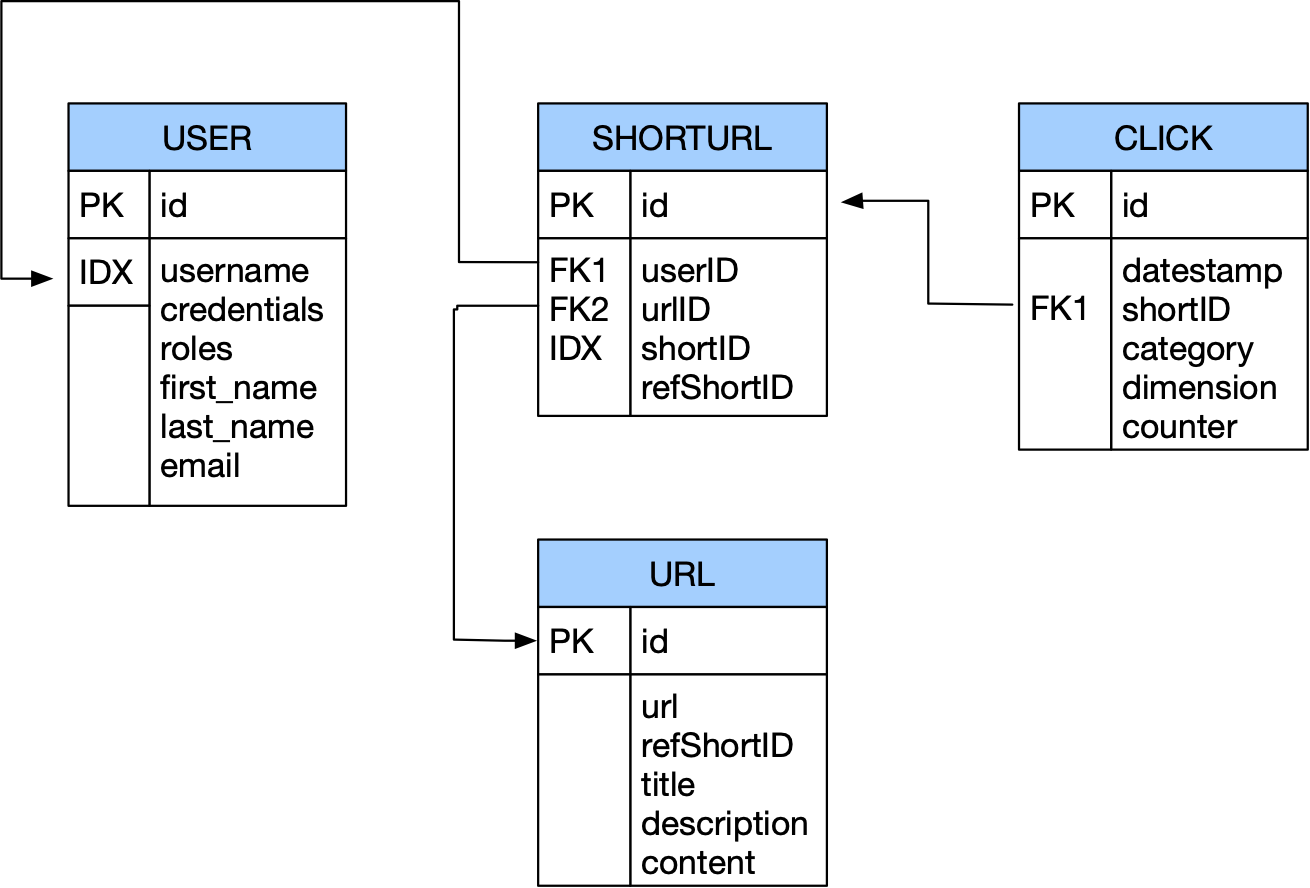 USER
PK id
IDX username
credentials
roles
first_name
last_name
email
SHORTURL
PK id
FK1 userID
FK2 urlID
IDX shortID
refShortID
CLICK
PK id
datestamp
FK1 shortID
category
dimension
counter
URL
PK id
url
refShortID
title
description
content